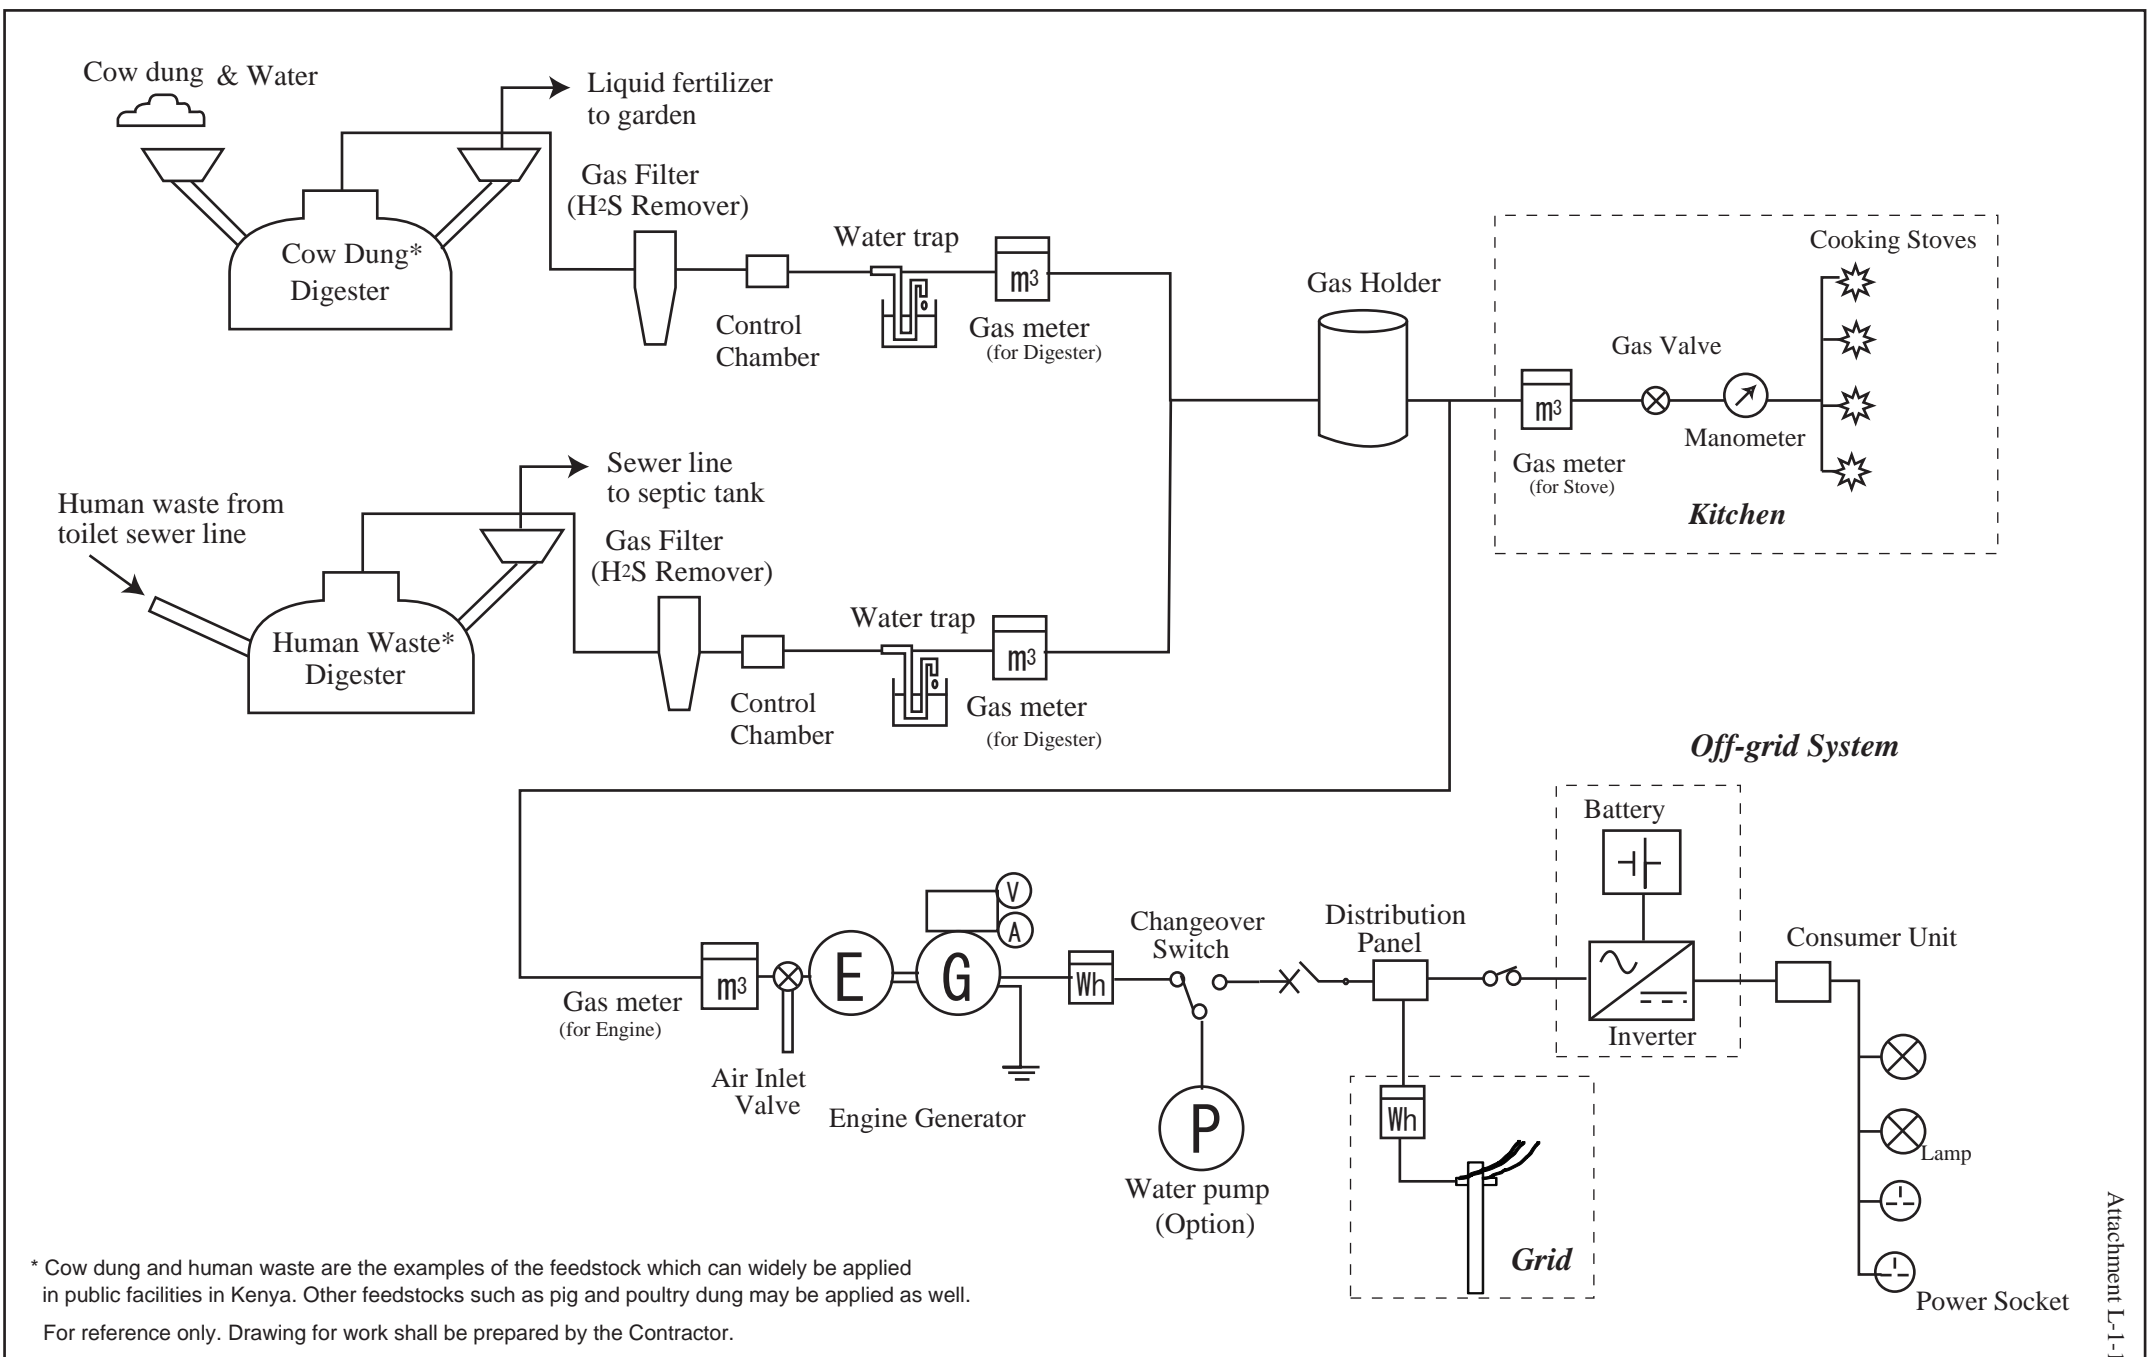 Cow dung & Water
Liquid fertilizer
to garden
Gas Filter
(H2S Remover)
Cow Dung*
Digester
Control
Chamber
Water trap
m3
Gas meter
(for Digester)
Gas Holder
Cooking Stoves
Gas Valve
m3
Manometer
Gas meter
(for Stove)
Kitchen
Human waste from
toilet sewer line
Sewer line
to septic tank
Gas Filter
(H2S Remover)
Human Waste*
Digester
Control
Chamber
Water trap
m3
Gas meter
(for Digester)
Off-grid System
Battery
Inverter
Consumer Unit
Lamp
Power Socket
m3
Gas meter
(for Engine)
Air Inlet
Valve
E
G
V
A
Engine Generator
Wh
Changeover
Switch
P
Water pump
(Option)
Distribution
Panel
Wh
Grid
* Cow dung and human waste are the examples of the feedstock which can widely be applied
in public facilities in Kenya. Other feedstocks such as pig and poultry dung may be applied as well.
For reference only. Drawing for work shall be prepared by the Contractor.
Attachment L-1-1